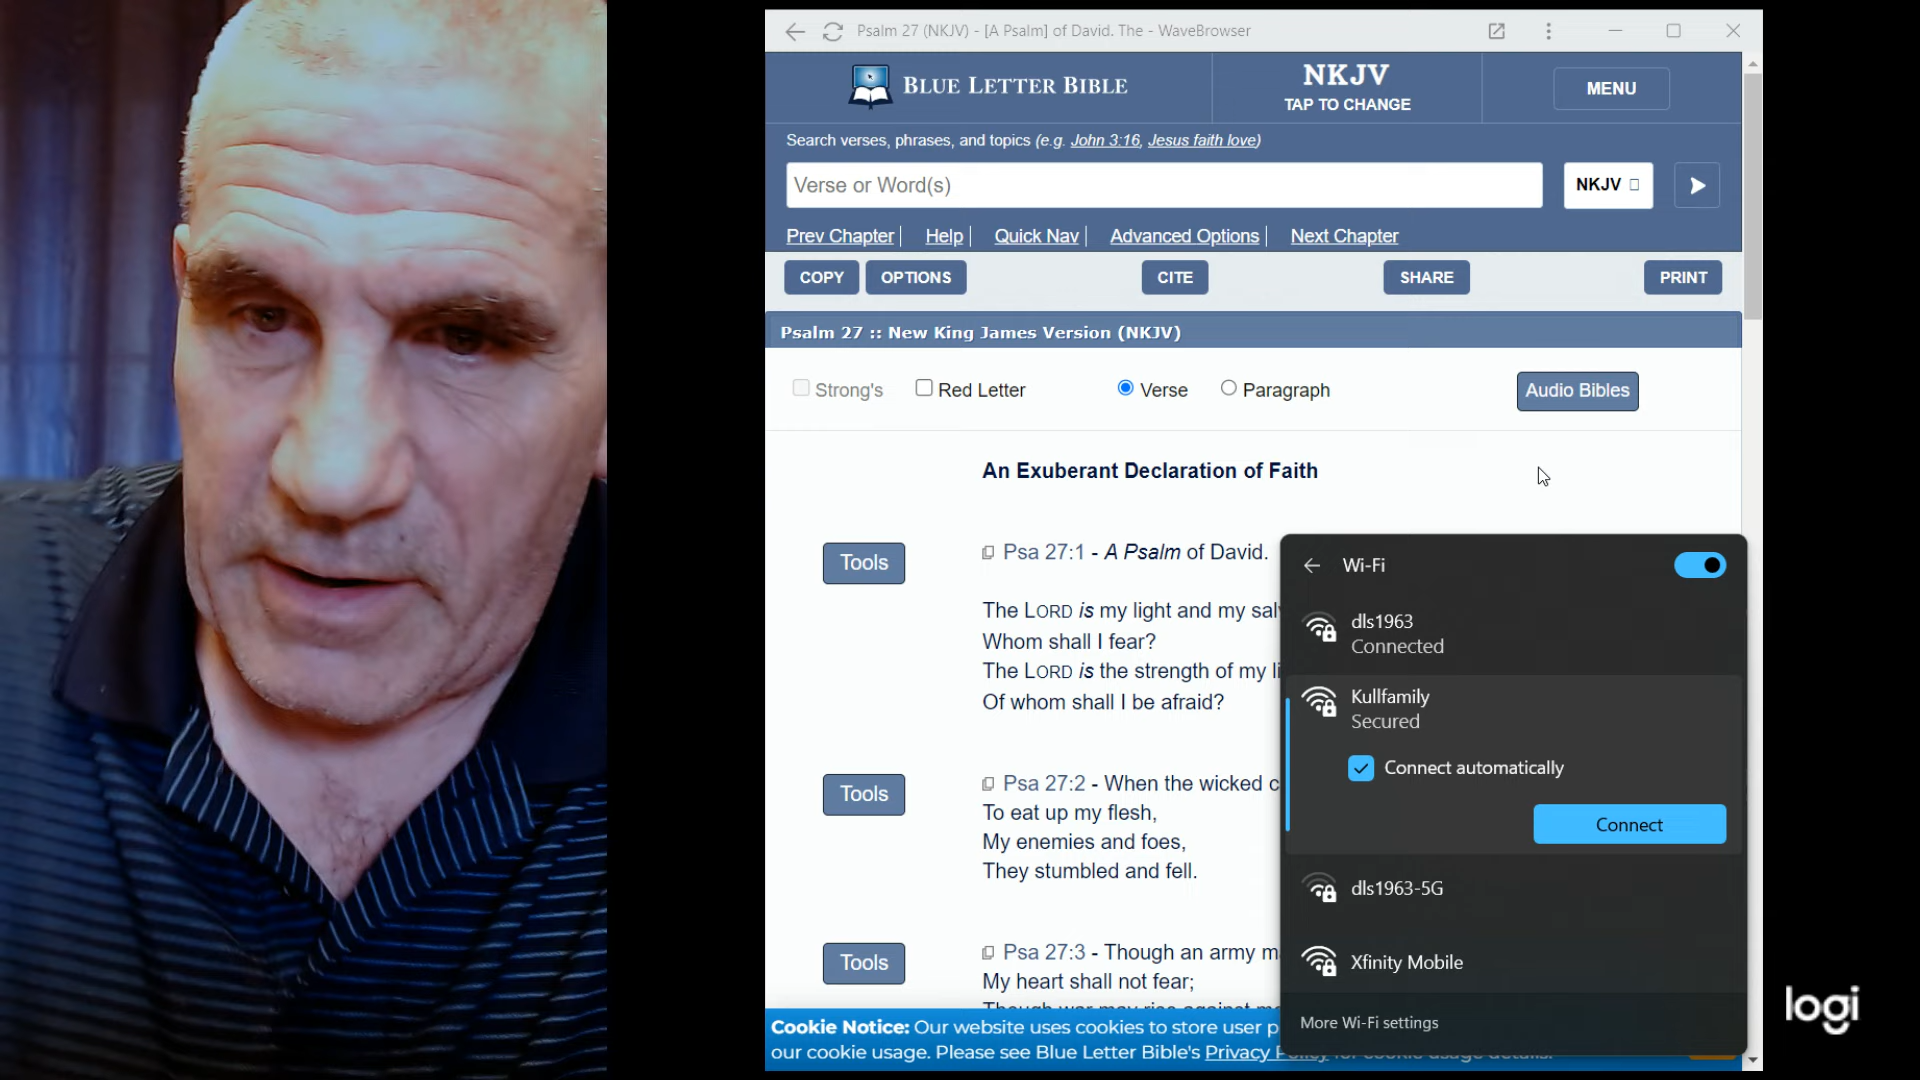 Psalm 27 (NKJV) - [A Psalm] of David. The - WaveBrowser
BLUE LETTER BIBLE
NKJV
TAP TO CHANGE
MENU
Search verses, phrases, and topics (e.g. John 3:16, Jesus faith love)
Verse or Word(s)
NKJV
Prev Chapter | Help | Quick Nav | Advanced Options | Next Chapter
COPY OPTIONS CITE SHARE PRINT
Psalm 27 :: New King James Version (NKJV)
Strong's Red Letter Verse Paragraph Audio Bibles
An Exuberant Declaration of Faith
Tools
Psa 27:1 - A Psalm of David.
The LORD is my light and my
Whom shall I fear?
The LORD is the strength of my
Of whom shall I be afraid?
Tools
Psa 27:2 - When the wicked
To eat up my flesh,
My enemies and foes,
They stumbled and fell.
Tools
Psa 27:3 - Though an army
My heart shall not fear;
Cookie Notice: Our website uses cookies to store user
our cookie usage. Please see Blue Letter Bible's Privacy
Wi-Fi
dls1963
Connected
Kullfamily
Secured
Connect automatically
Connect
dls1963-5G
Xfinity Mobile
More Wi-Fi settings
logi